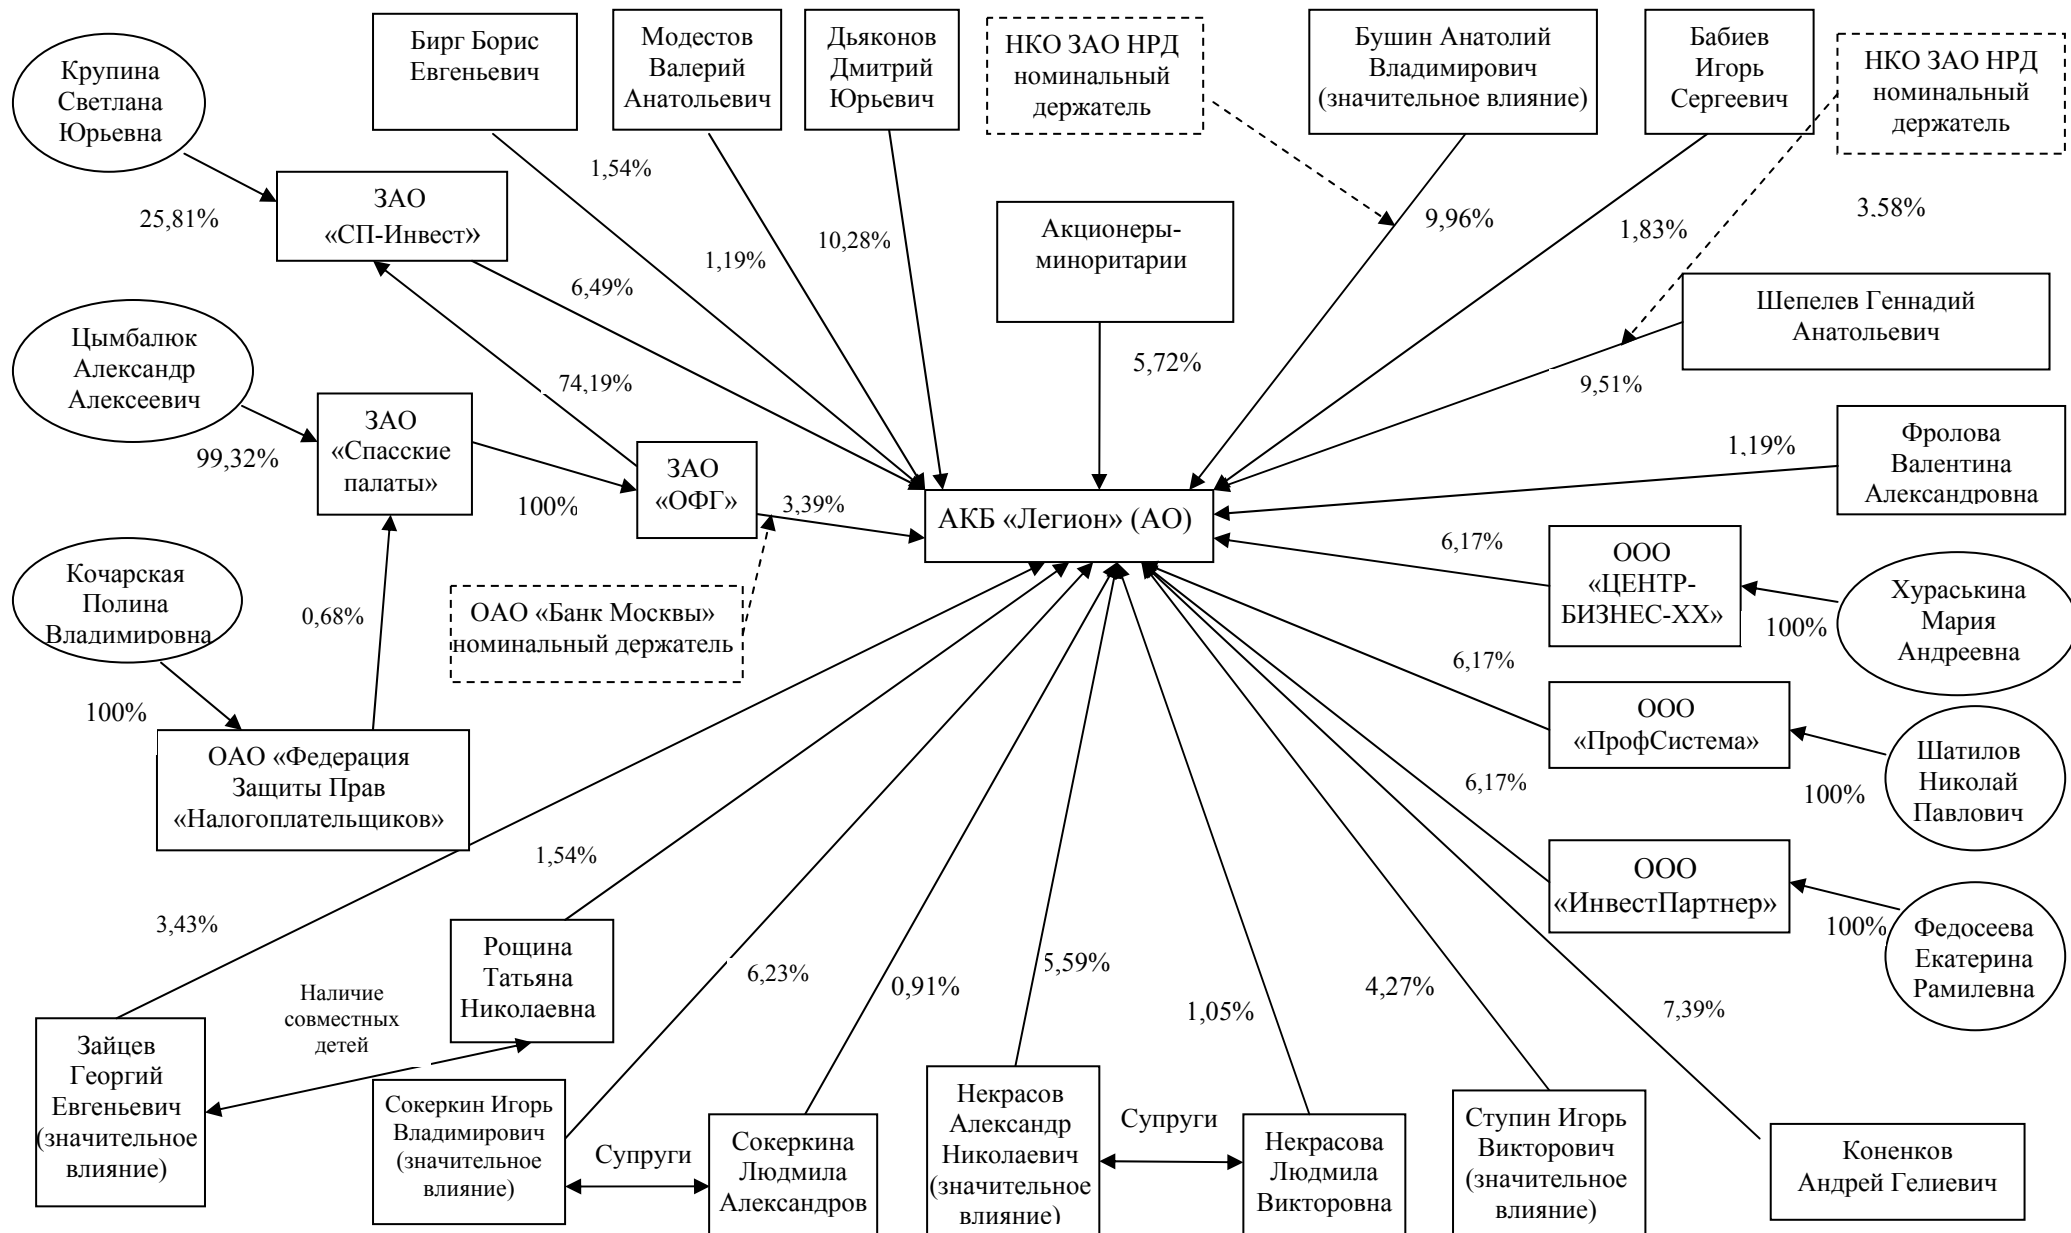 Крупина
Светлана
Юрьевна
Бирг Борис
Евгеньевич
Модестов
Валерий
Анатольевич
Дьяконов
Дмитрий
Юрьевич
НКО ЗАО НРД
номинальный
держатель
Бушин Анатолий
Владимирович
(значительное влияние)
Бабиев
Игорь
Сергеевич
НКО ЗАО НРД
номинальный
держатель
25,81%
ЗАО
«СП-Инвест»
1,54%
1,19%
10,28%
Акционеры-
миноритарии
9,96%
1,83%
3,58%
6,49%
Цымбалюк
Александр
Алексеевич
74,19%
5,72%
Шепелев Геннадий
Анатольевич
9,51%
99,32%
ЗАО
«Спасские
палаты»
100%
ЗАО
«ОФГ»
3,39%
АКБ «Легион» (АО)
1,19%
Фролова
Валентина
Александровна
Кочарская
Полина
Владимировна
0,68%
ОАО «Банк Москвы»
номинальный держатель
6,17%
ООО
«ЦЕНТР-
БИЗНЕС-ХХ»
100%
Хураськина
Мария
Андреевна
100%
ОАО «Федерация
Защиты Прав
«Налогоплательщиков»
6,17%
ООО
«ПрофСистема»
100%
Шатилов
Николай
Павлович
6,17%
ООО
«ИнвестПартнер»
100%
Федосеева
Екатерина
Рамилевна
3,43%
1,54%
6,23%
0,91%
5,59%
1,05%
4,27%
7,39%
Рощина
Татьяна
Николаевна
Наличие
совместных
детей
Зайцев
Георгий
Евгеньевич
(значительное
влияние)
Сокеркин Игорь
Владимирович
(значительное
влияние)
Супруги
Сокеркина
Людмила
Александров
Некрасов
Александр
Николаевич
(значительное
влияние)
Супруги
Некрасова
Людмила
Викторовна
Ступин Игорь
Викторович
(значительное
влияние)
Коненков
Андрей Гелиевич